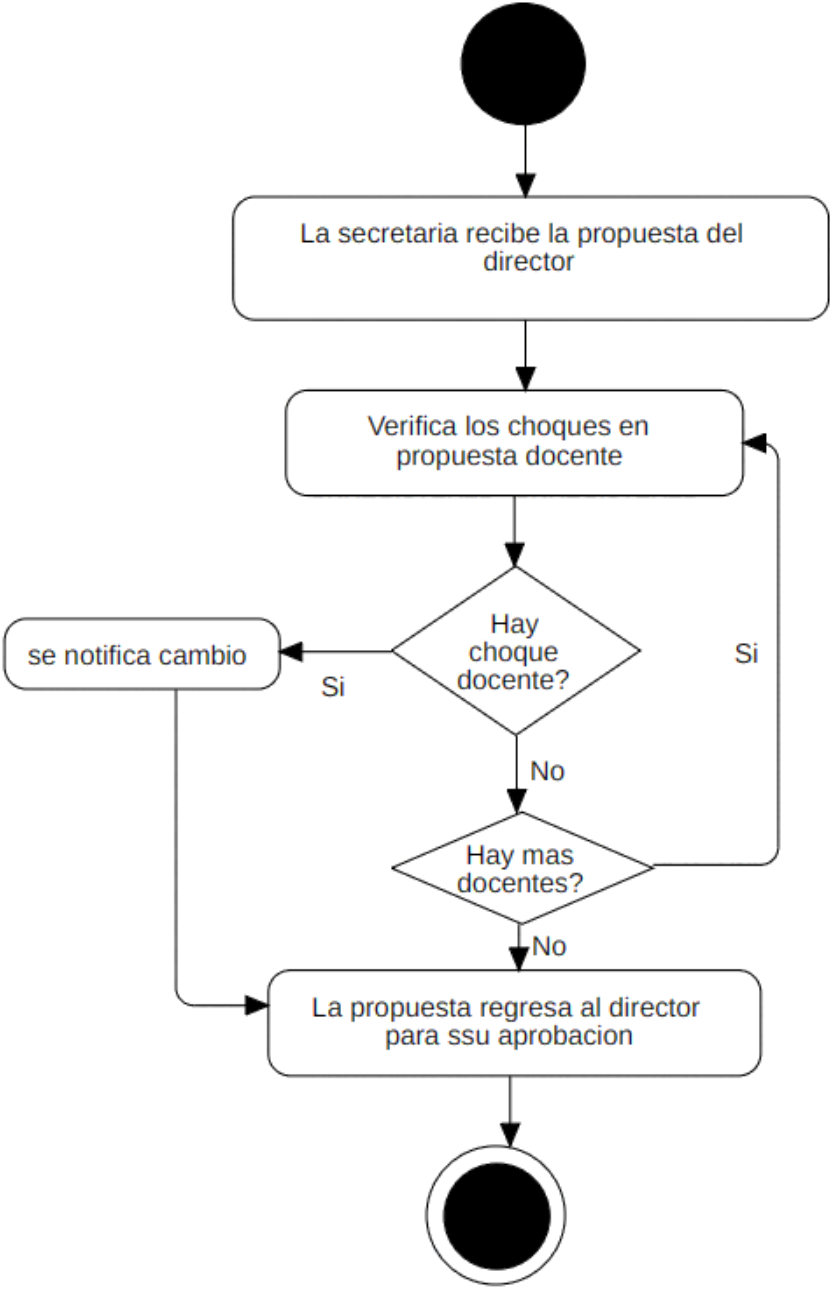 La secretaria recibe la propuesta del
director
Verifica los choques en
propuesta docente
Hay
choque
docente?
Si
se notifica cambio
Si
No
Hay mas
docentes?
No
La propuesta regresa al director
para ssu aprobacion